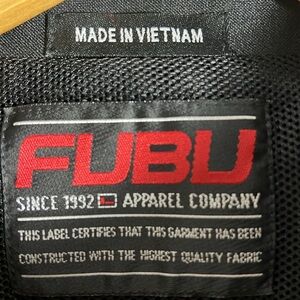 MADE IN VIETNAM
FUBU
SINCE 1992 APPAREL COMPANY
THIS LABEL CERTIFIES THAT THIS GARMENT HAS BEEN
CONSTRUCTED WITH THE HIGHEST QUALITY FABRIC